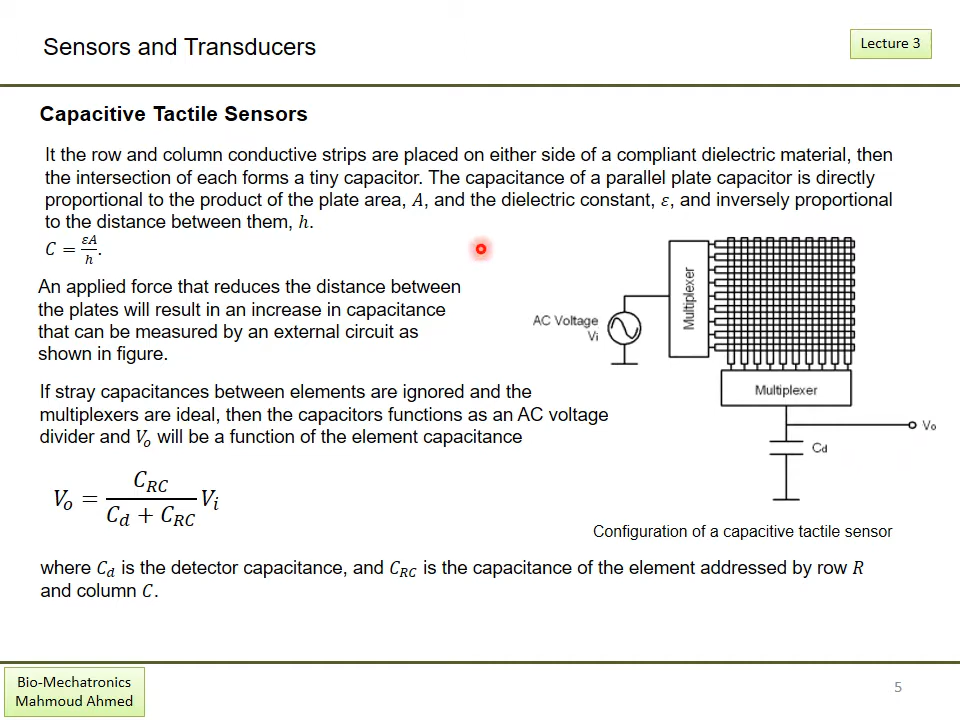 Sensors and Transducers
Lecture 3
Capacitive Tactile Sensors
It the row and column conductive strips are placed on either side of a compliant dielectric material, then
the intersection of each forms a tiny capacitor. The capacitance of a parallel plate capacitor is directly
proportional to the product of the plate area, A, and the dielectric constant, ε, and inversely proportional
to the distance between them, h.
C = εA/h.
An applied force that reduces the distance between
the plates will result in an increase in capacitance
that can be measured by an external circuit as
shown in figure.
If stray capacitances between elements are ignored and the
multiplexers are ideal, then the capacitors functions as an AC voltage
divider and V_o will be a function of the element capacitance
V_o = C_RC / (C_d + C_RC) V_i
where C_d is the detector capacitance, and C_RC is the capacitance of the element addressed by row R
and column C.
AC Voltage
Vi
Multiplexer
Multiplexer
Vo
Cd
Configuration of a capacitive tactile sensor
Bio-Mechatronics
Mahmoud Ahmed
5